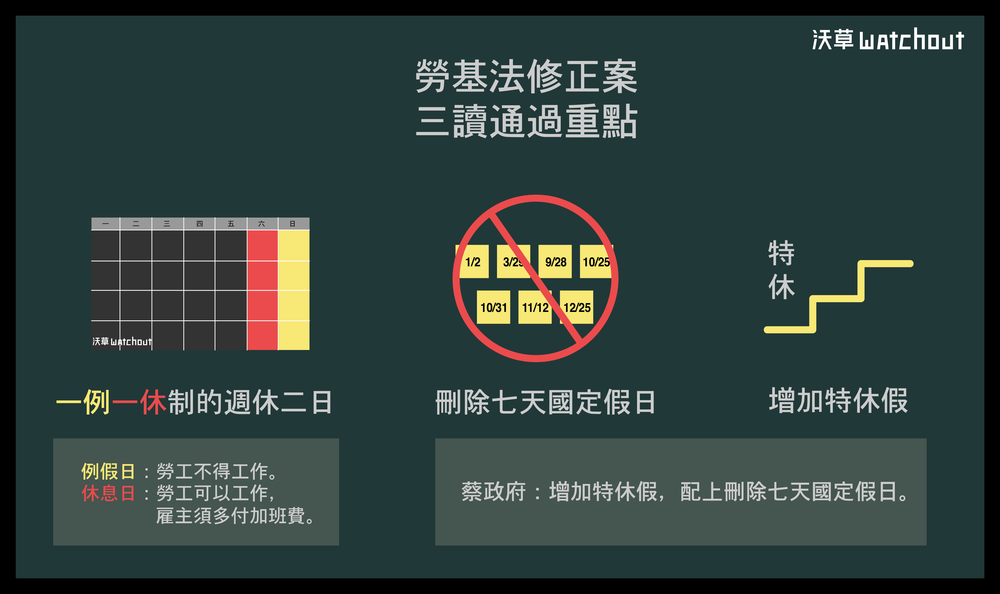 沃草 watchout
勞基法修正案
三讀通過重點
一 二 三 四 五 六 日
沃草 watchout
1/2 3/29 9/28 10/25
10/31 11/12 12/25
特
休
一例一休制的週休二日
刪除七天國定假日
增加特休假
例假日：勞工不得工作。
休息日：勞工可以工作，
雇主須多付加班費。
蔡政府：增加特休假，配上刪除七天國定假日。